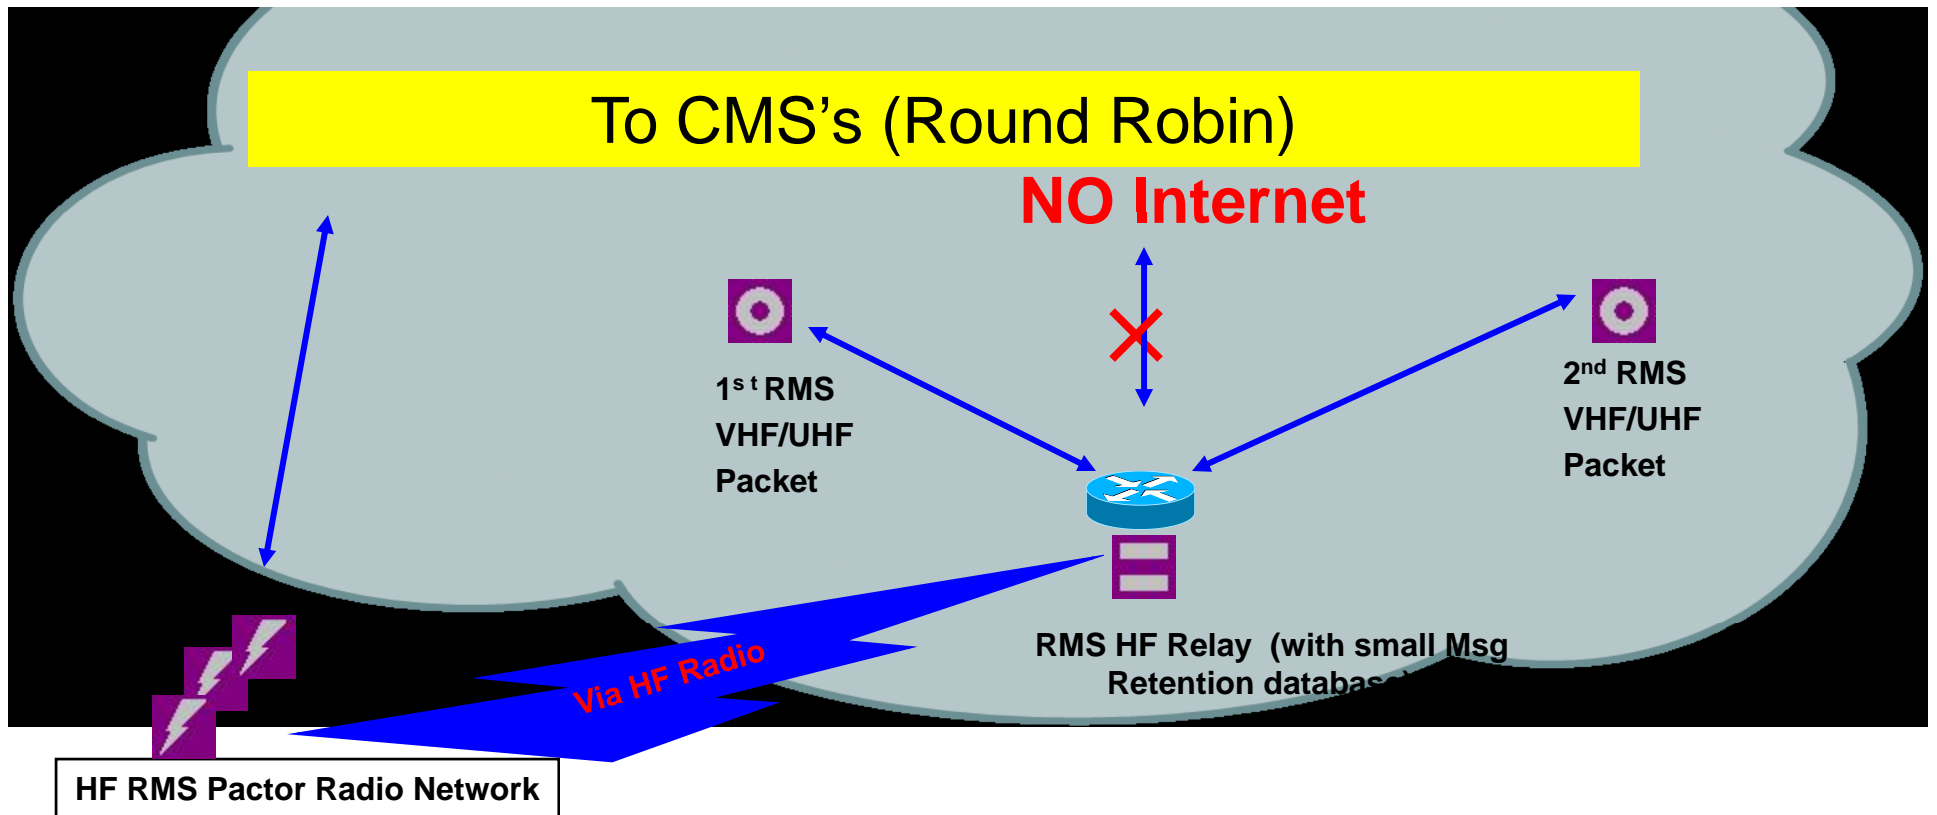 To CMS’s (Round Robin)
NO Internet
1st RMS
VHF/UHF
Packet
2nd RMS
VHF/UHF
Packet
RMS HF Relay (with small Msg
Retention database)
Via HF Radio
HF RMS Pactor Radio Network